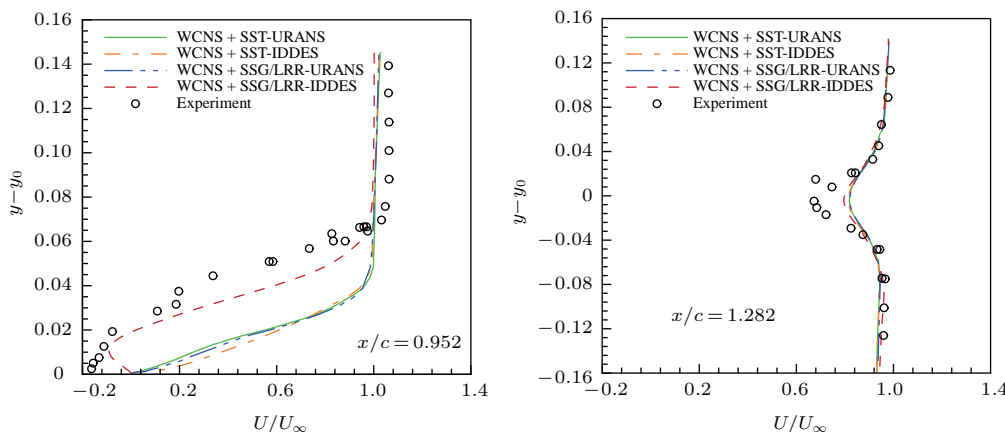 0.16
0.14
0.12
0.10
0.08
0.06
0.04
0.02
0
y−y₀
WCNS + SST-URANS
WCNS + SST-IDDES
WCNS + SSG/LRR-URANS
WCNS + SSG/LRR-IDDES
Experiment
x/c = 0.952
−0.2
0.2
0.6
1.0
1.4
U/U∞
0.16
0.12
0.08
0.04
0
−0.04
−0.08
−0.12
−0.16
y−y₀
WCNS + SST-URANS
WCNS + SST-IDDES
WCNS + SSG/LRR-URANS
WCNS + SSG/LRR-IDDES
Experiment
x/c = 1.282
−0.2
0.2
0.6
1.0
1.4
U/U∞